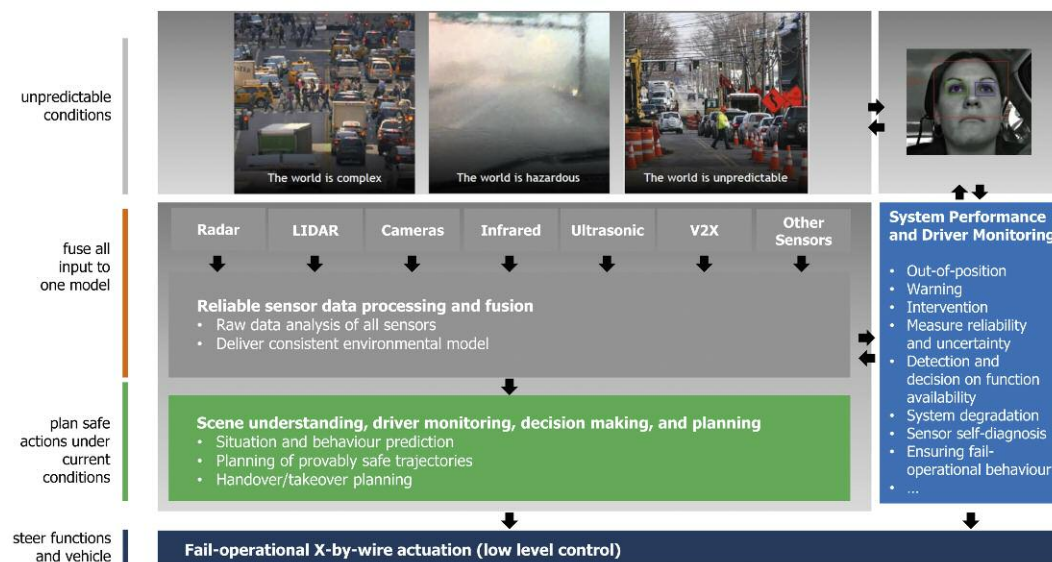 unpredictable
conditions
The world is complex
The world is hazardous
The world is unpredictable
fuse all
input to
one model
Radar
LIDAR
Cameras
Infrared
Ultrasonic
V2X
Other
Sensors
Reliable sensor data processing and fusion
• Raw data analysis of all sensors
• Deliver consistent environmental model
System Performance
and Driver Monitoring
• Out-of-position
• Warning
• Intervention
• Measure reliability
and uncertainty
• Detection and
decision on function
availability
• System degradation
• Sensor self-diagnosis
• Ensuring fail-
operational behaviour
• ...
plan safe
actions under
current
conditions
Scene understanding, driver monitoring, decision making, and planning
• Situation and behaviour prediction
• Planning of provably safe trajectories
• Handover/takeover planning
steer functions
and vehicle
Fail-operational X-by-wire actuation (low level control)